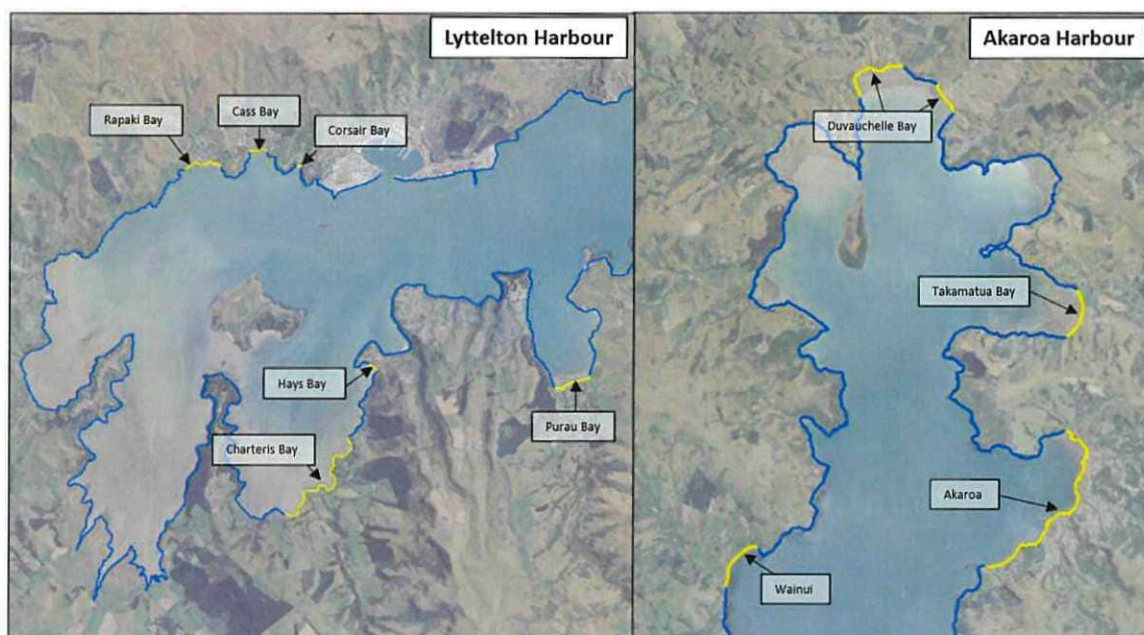 Lyttelton Harbour
Cass Bay
Rapaki Bay
Corsair Bay
Hays Bay
Purau Bay
Charteris Bay
Akaroa Harbour
Duvauchelle Bay
Takamatua Bay
Akaroa
Wainui